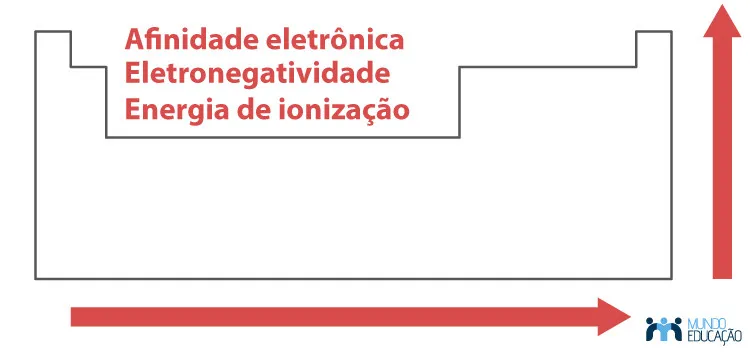 Afinidade eletrônica
Eletronegatividade
Energia de ionização
MUNDO
EDUCAÇÃO